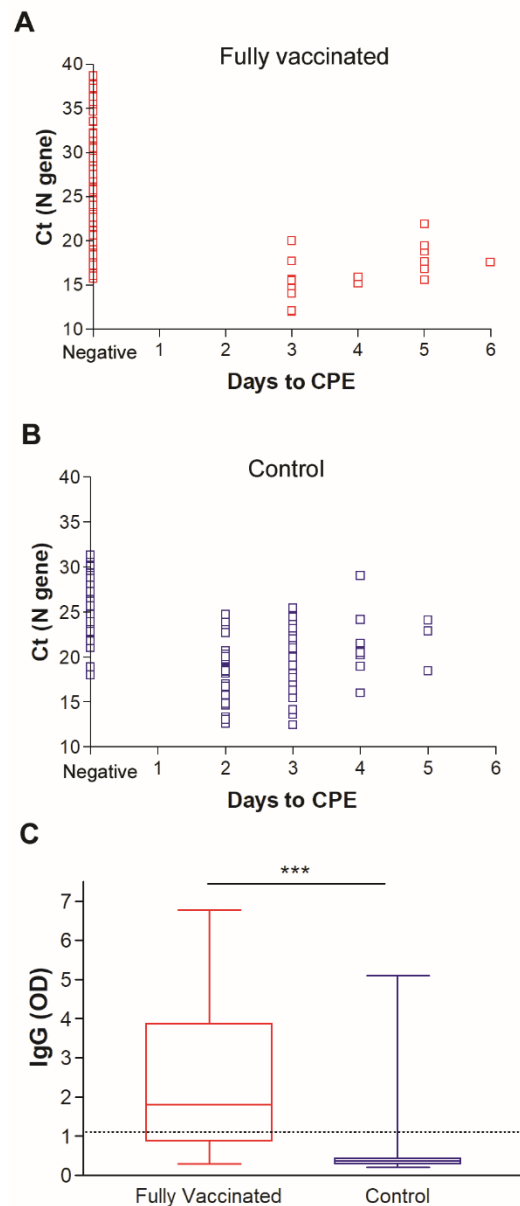 A
Fully vaccinated
Ct (N gene)
40
35
30
25
20
15
10
Negative 1 2 3 4 5 6
Days to CPE
B
Control
Ct (N gene)
40
35
30
25
20
15
10
Negative 1 2 3 4 5 6
Days to CPE
C
***
IgG (OD)
7
6
5
4
3
2
1
0
Fully Vaccinated Control